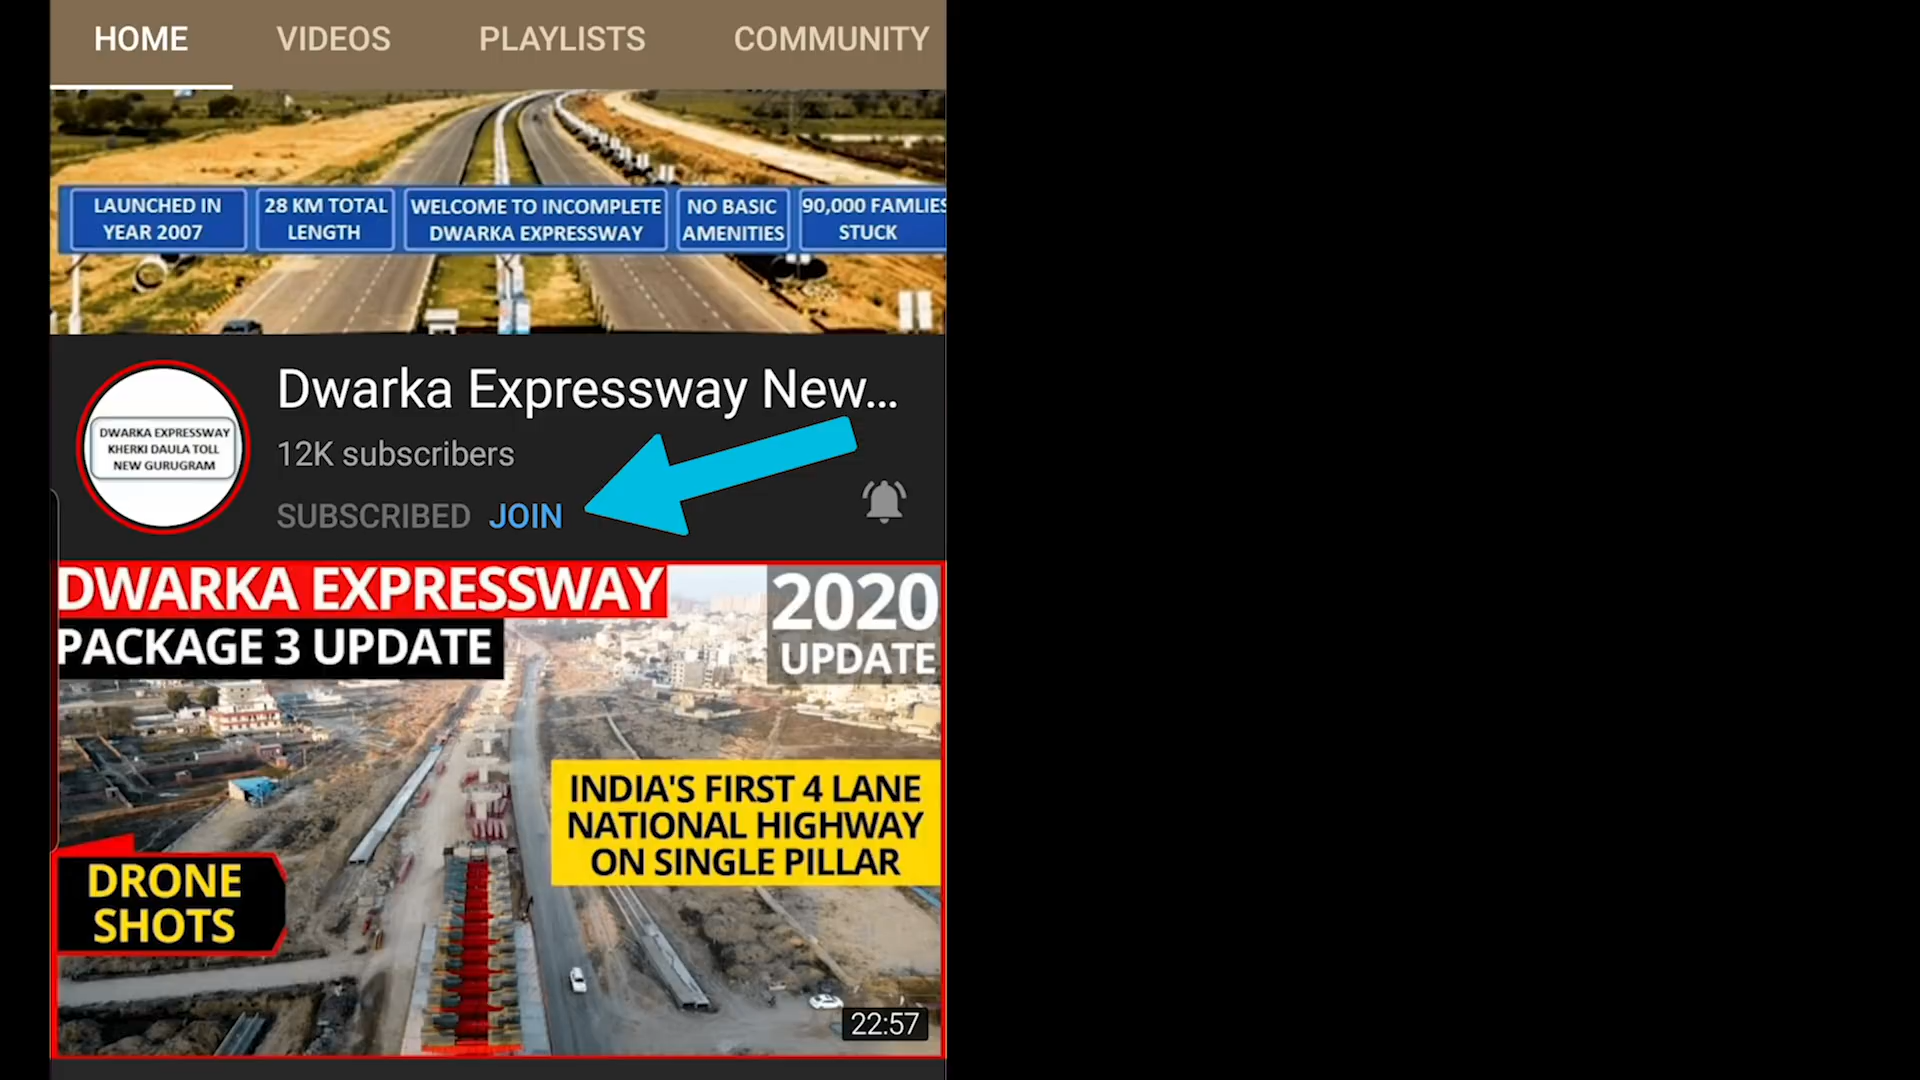 HOME VIDEOS PLAYLISTS COMMUNITY
LAUNCHED IN
YEAR 2007
28 KM TOTAL
LENGTH
WELCOME TO INCOMPLETE
DWARKA EXPRESSWAY
NO BASIC
AMENITIES
90,000 FAMLIES
STUCK
Dwarka Expressway New...
DWARKA EXPRESSWAY
KHERKI DAULA TOLL
NEW GURUGRAM
12K subscribers
SUBSCRIBED JOIN
DWARKA EXPRESSWAY
PACKAGE 3 UPDATE
2020
UPDATE
INDIA'S FIRST 4 LANE
NATIONAL HIGHWAY
ON SINGLE PILLAR
DRONE
SHOTS
22:57